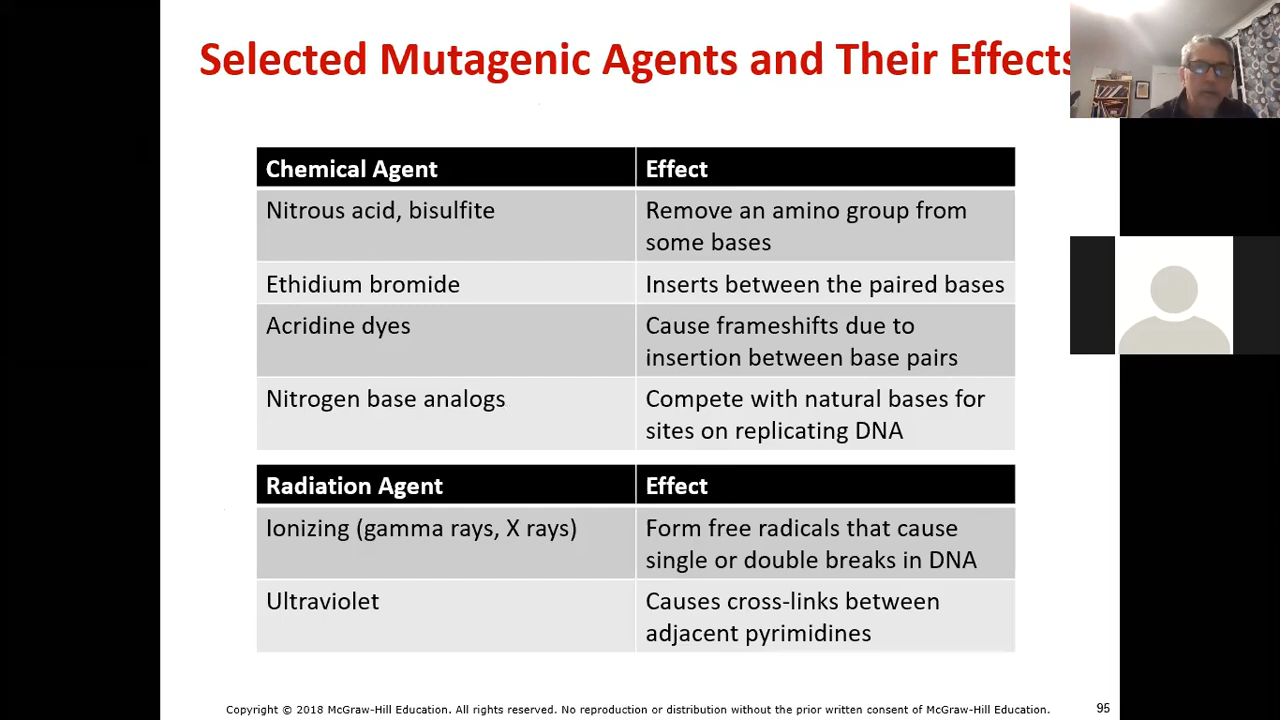 Selected Mutagenic Agents and Their Effects
Chemical Agent
Effect
Nitrous acid, bisulfite
Remove an amino group from
some bases
Ethidium bromide
Inserts between the paired bases
Acridine dyes
Cause frameshifts due to
insertion between base pairs
Nitrogen base analogs
Compete with natural bases for
sites on replicating DNA
Radiation Agent
Effect
Ionizing (gamma rays, X rays)
Form free radicals that cause
single or double breaks in DNA
Ultraviolet
Causes cross-links between
adjacent pyrimidines
Copyright © 2018 McGraw-Hill Education. All rights reserved. No reproduction or distribution without the prior written consent of McGraw-Hill Education.
95